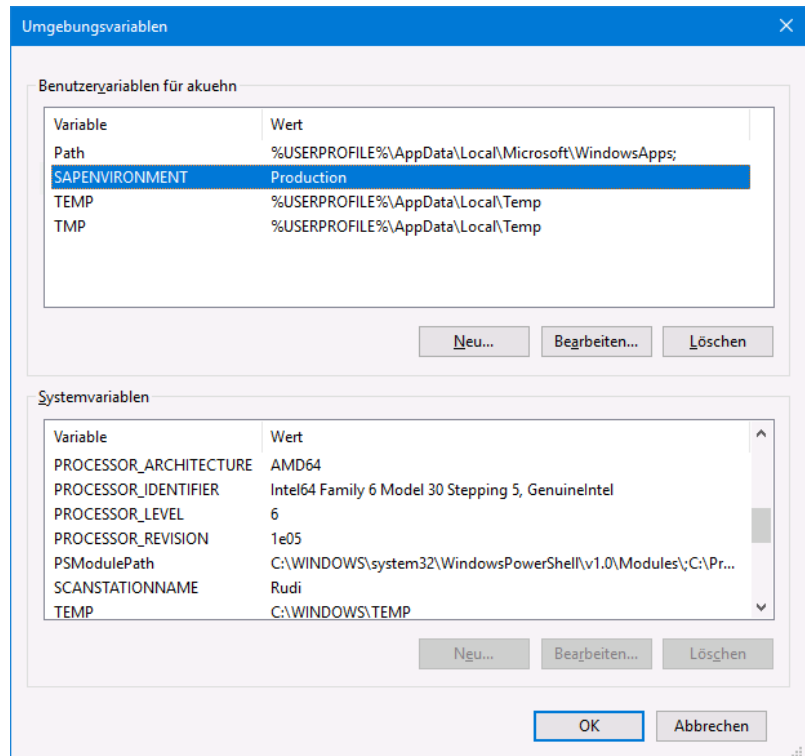 Umgebungsvariablen
Benutzervariablen für akuehn
Variable Wert
Path %USERPROFILE%\AppData\Local\Microsoft\WindowsApps;
SAPENVIRONMENT Production
TEMP %USERPROFILE%\AppData\Local\Temp
TMP %USERPROFILE%\AppData\Local\Temp
Neu... Bearbeiten... Löschen
Systemvariablen
Variable Wert
PROCESSOR_ARCHITECTURE AMD64
PROCESSOR_IDENTIFIER Intel64 Family 6 Model 30 Stepping 5, GenuineIntel
PROCESSOR_LEVEL 6
PROCESSOR_REVISION 1e05
PSModulePath C:\WINDOWS\system32\WindowsPowerShell\v1.0\Modules\;C:\Pr...
SCANSTATIONNAME Rudi
TEMP C:\WINDOWS\TEMP
Neu... Bearbeiten... Löschen
OK Abbrechen